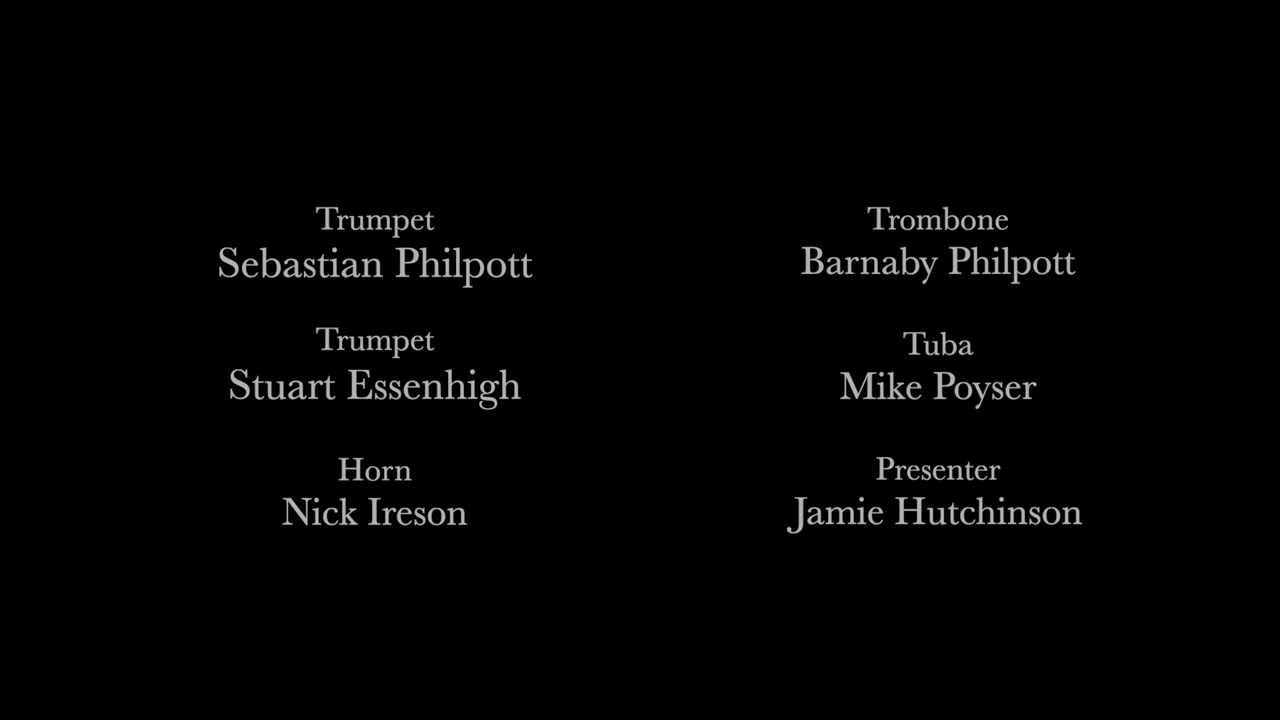 Trumpet
Sebastian Philpott
Trumpet
Stuart Essenhigh
Horn
Nick Ireson
Trombone
Barnaby Philpott
Tuba
Mike Poyser
Presenter
Jamie Hutchinson